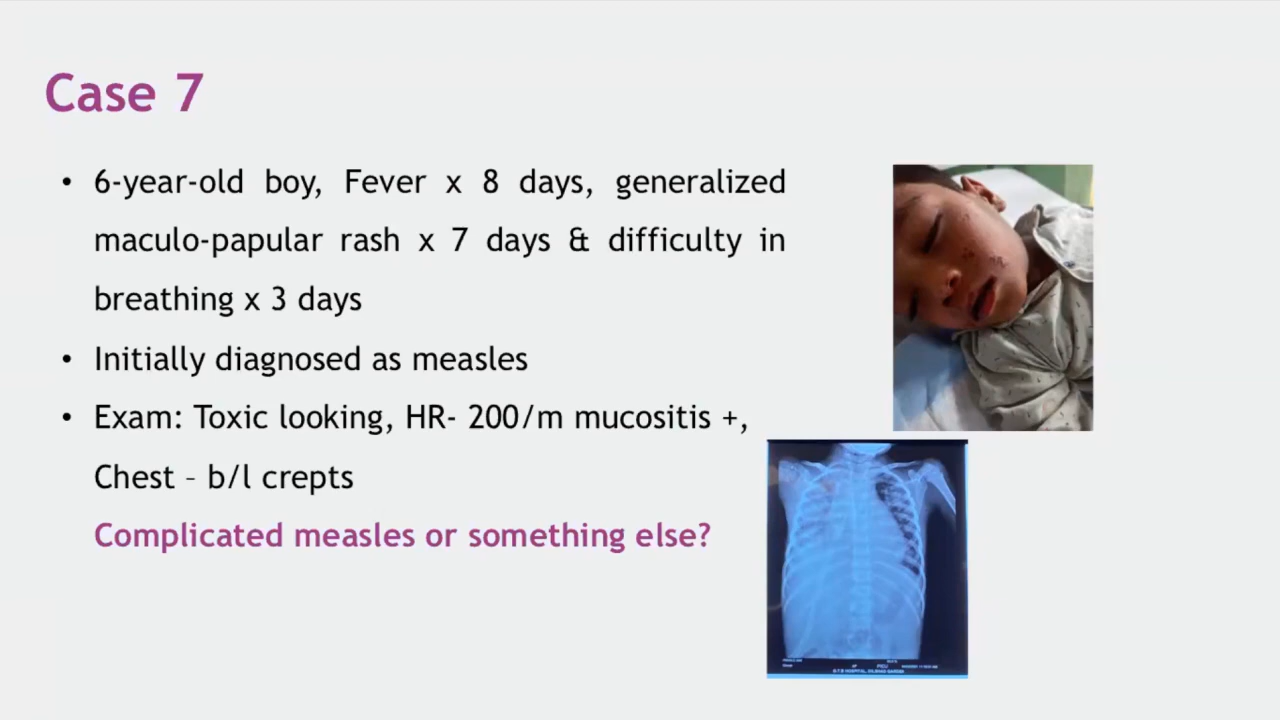 Case 7
• 6-year-old boy, Fever x 8 days, generalized
maculo-papular rash x 7 days & difficulty in
breathing x 3 days
• Initially diagnosed as measles
• Exam: Toxic looking, HR- 200/m mucositis +,
Chest – b/l crepts
Complicated measles or something else?
PICU